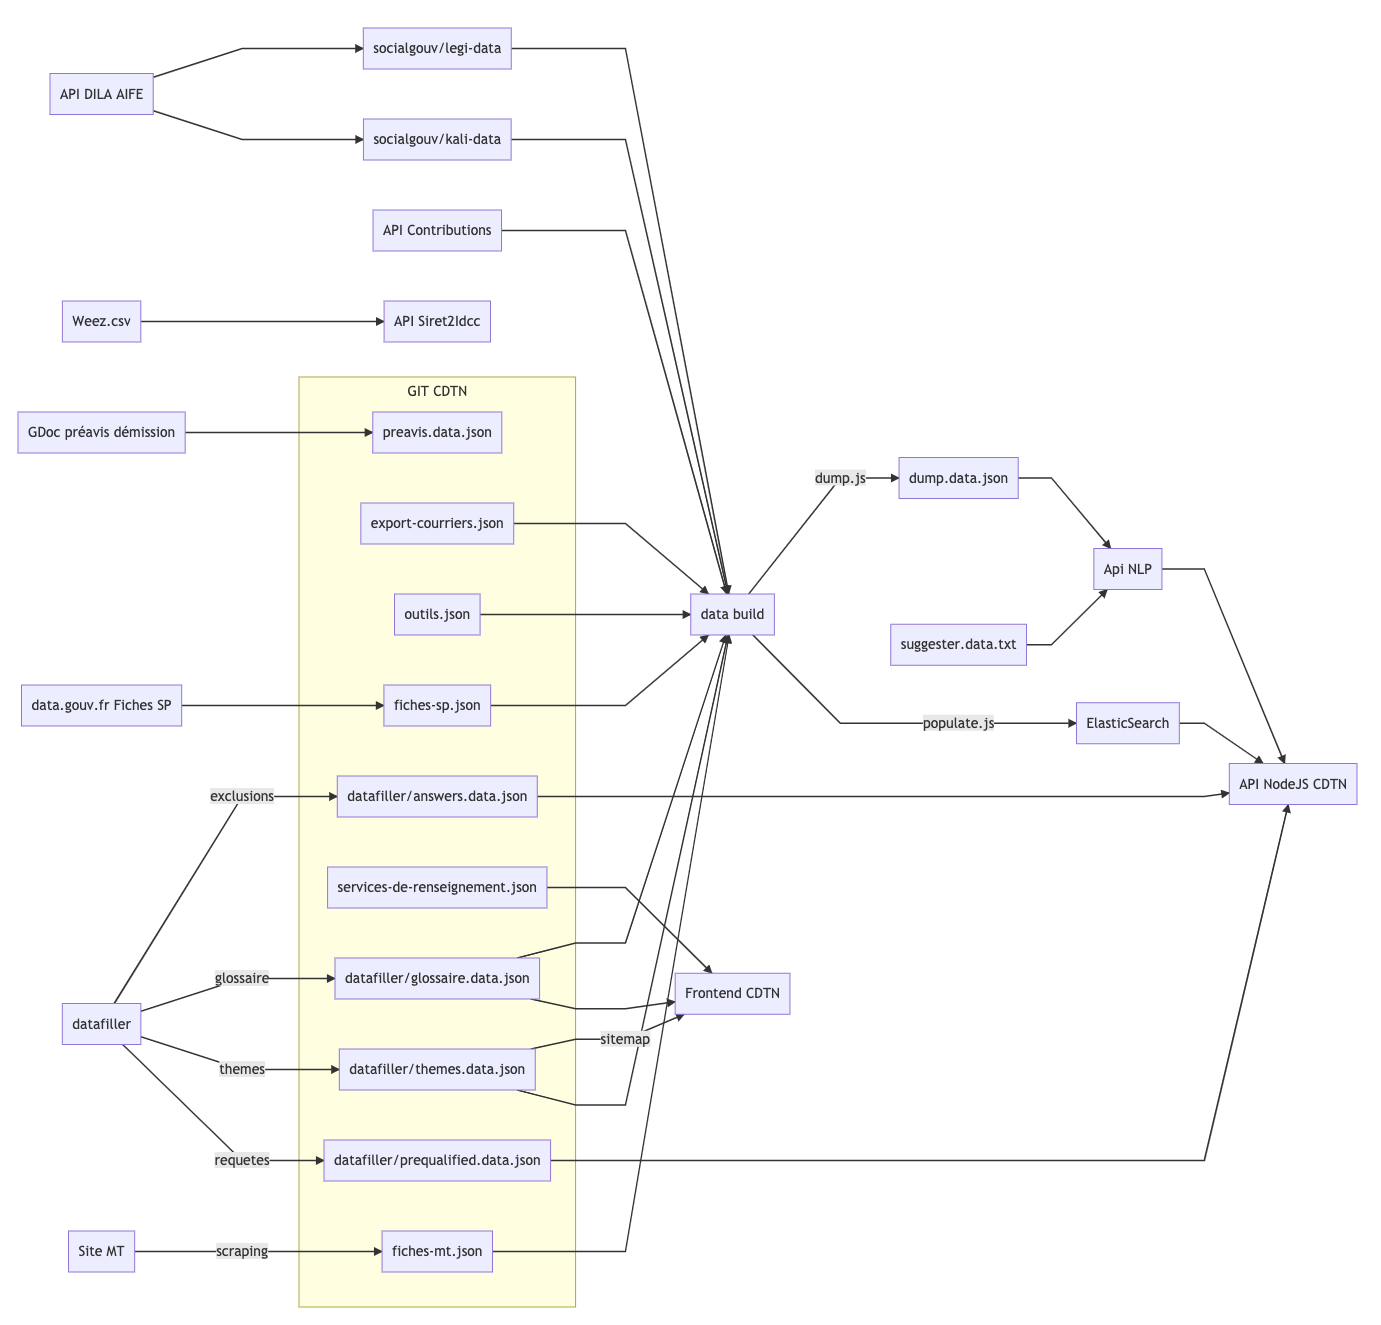 socialgouv/legi-data
API DILA AIFE
socialgouv/kali-data
API Contributions
Weez.csv
API Siret2Idcc
GIT CDTN
GDoc préavis démission
preavis.data.json
dump.js
dump.data.json
export-courriers.json
Api NLP
outils.json
data build
suggester.data.txt
data.gouv.fr Fiches SP
fiches-sp.json
populate.js
ElasticSearch
API NodeJS CDTN
exclusions
datafiller/answers.data.json
services-de-renseignement.json
glossaire
datafiller/glossaire.data.json
Frontend CDTN
datafiller
sitemap
themes
datafiller/themes.data.json
requetes
datafiller/prequalified.data.json
Site MT
scraping
fiches-mt.json